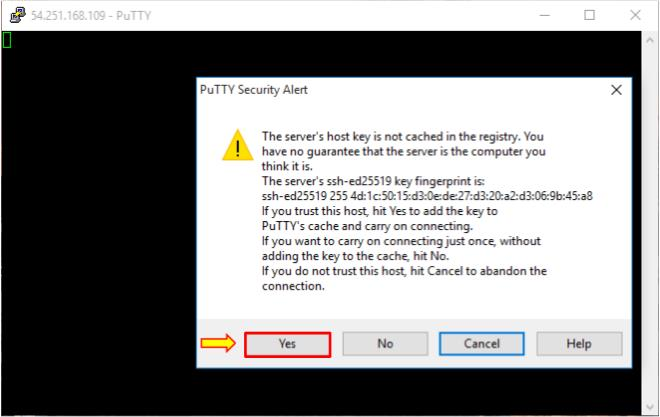 54.251.168.109 - PuTTY
PuTTY Security Alert
The server's host key is not cached in the registry. You
have no guarantee that the server is the computer you
think it is.
The server's ssh-ed25519 key fingerprint is:
ssh-ed25519 255 4d:1c:50:15:d3:0e:de:27:d3:20:a2:d3:06:9b:45:a8
If you trust this host, hit Yes to add the key to
PuTTY's cache and carry on connecting.
If you want to carry on connecting just once, without
adding the key to the cache, hit No.
If you do not trust this host, hit Cancel to abandon the
connection.
Yes No Cancel Help